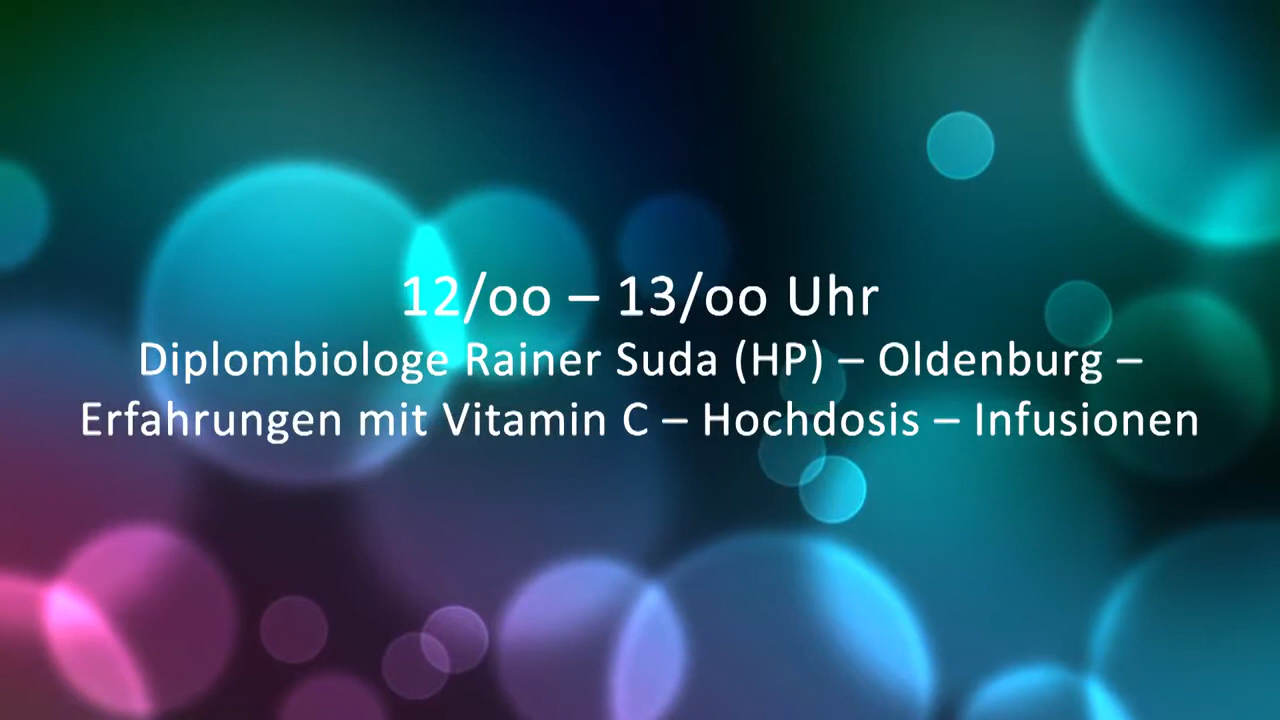 12/oo – 13/oo Uhr
Diplombiologe Rainer Suda (HP) – Oldenburg –
Erfahrungen mit Vitamin C – Hochdosis – Infusionen